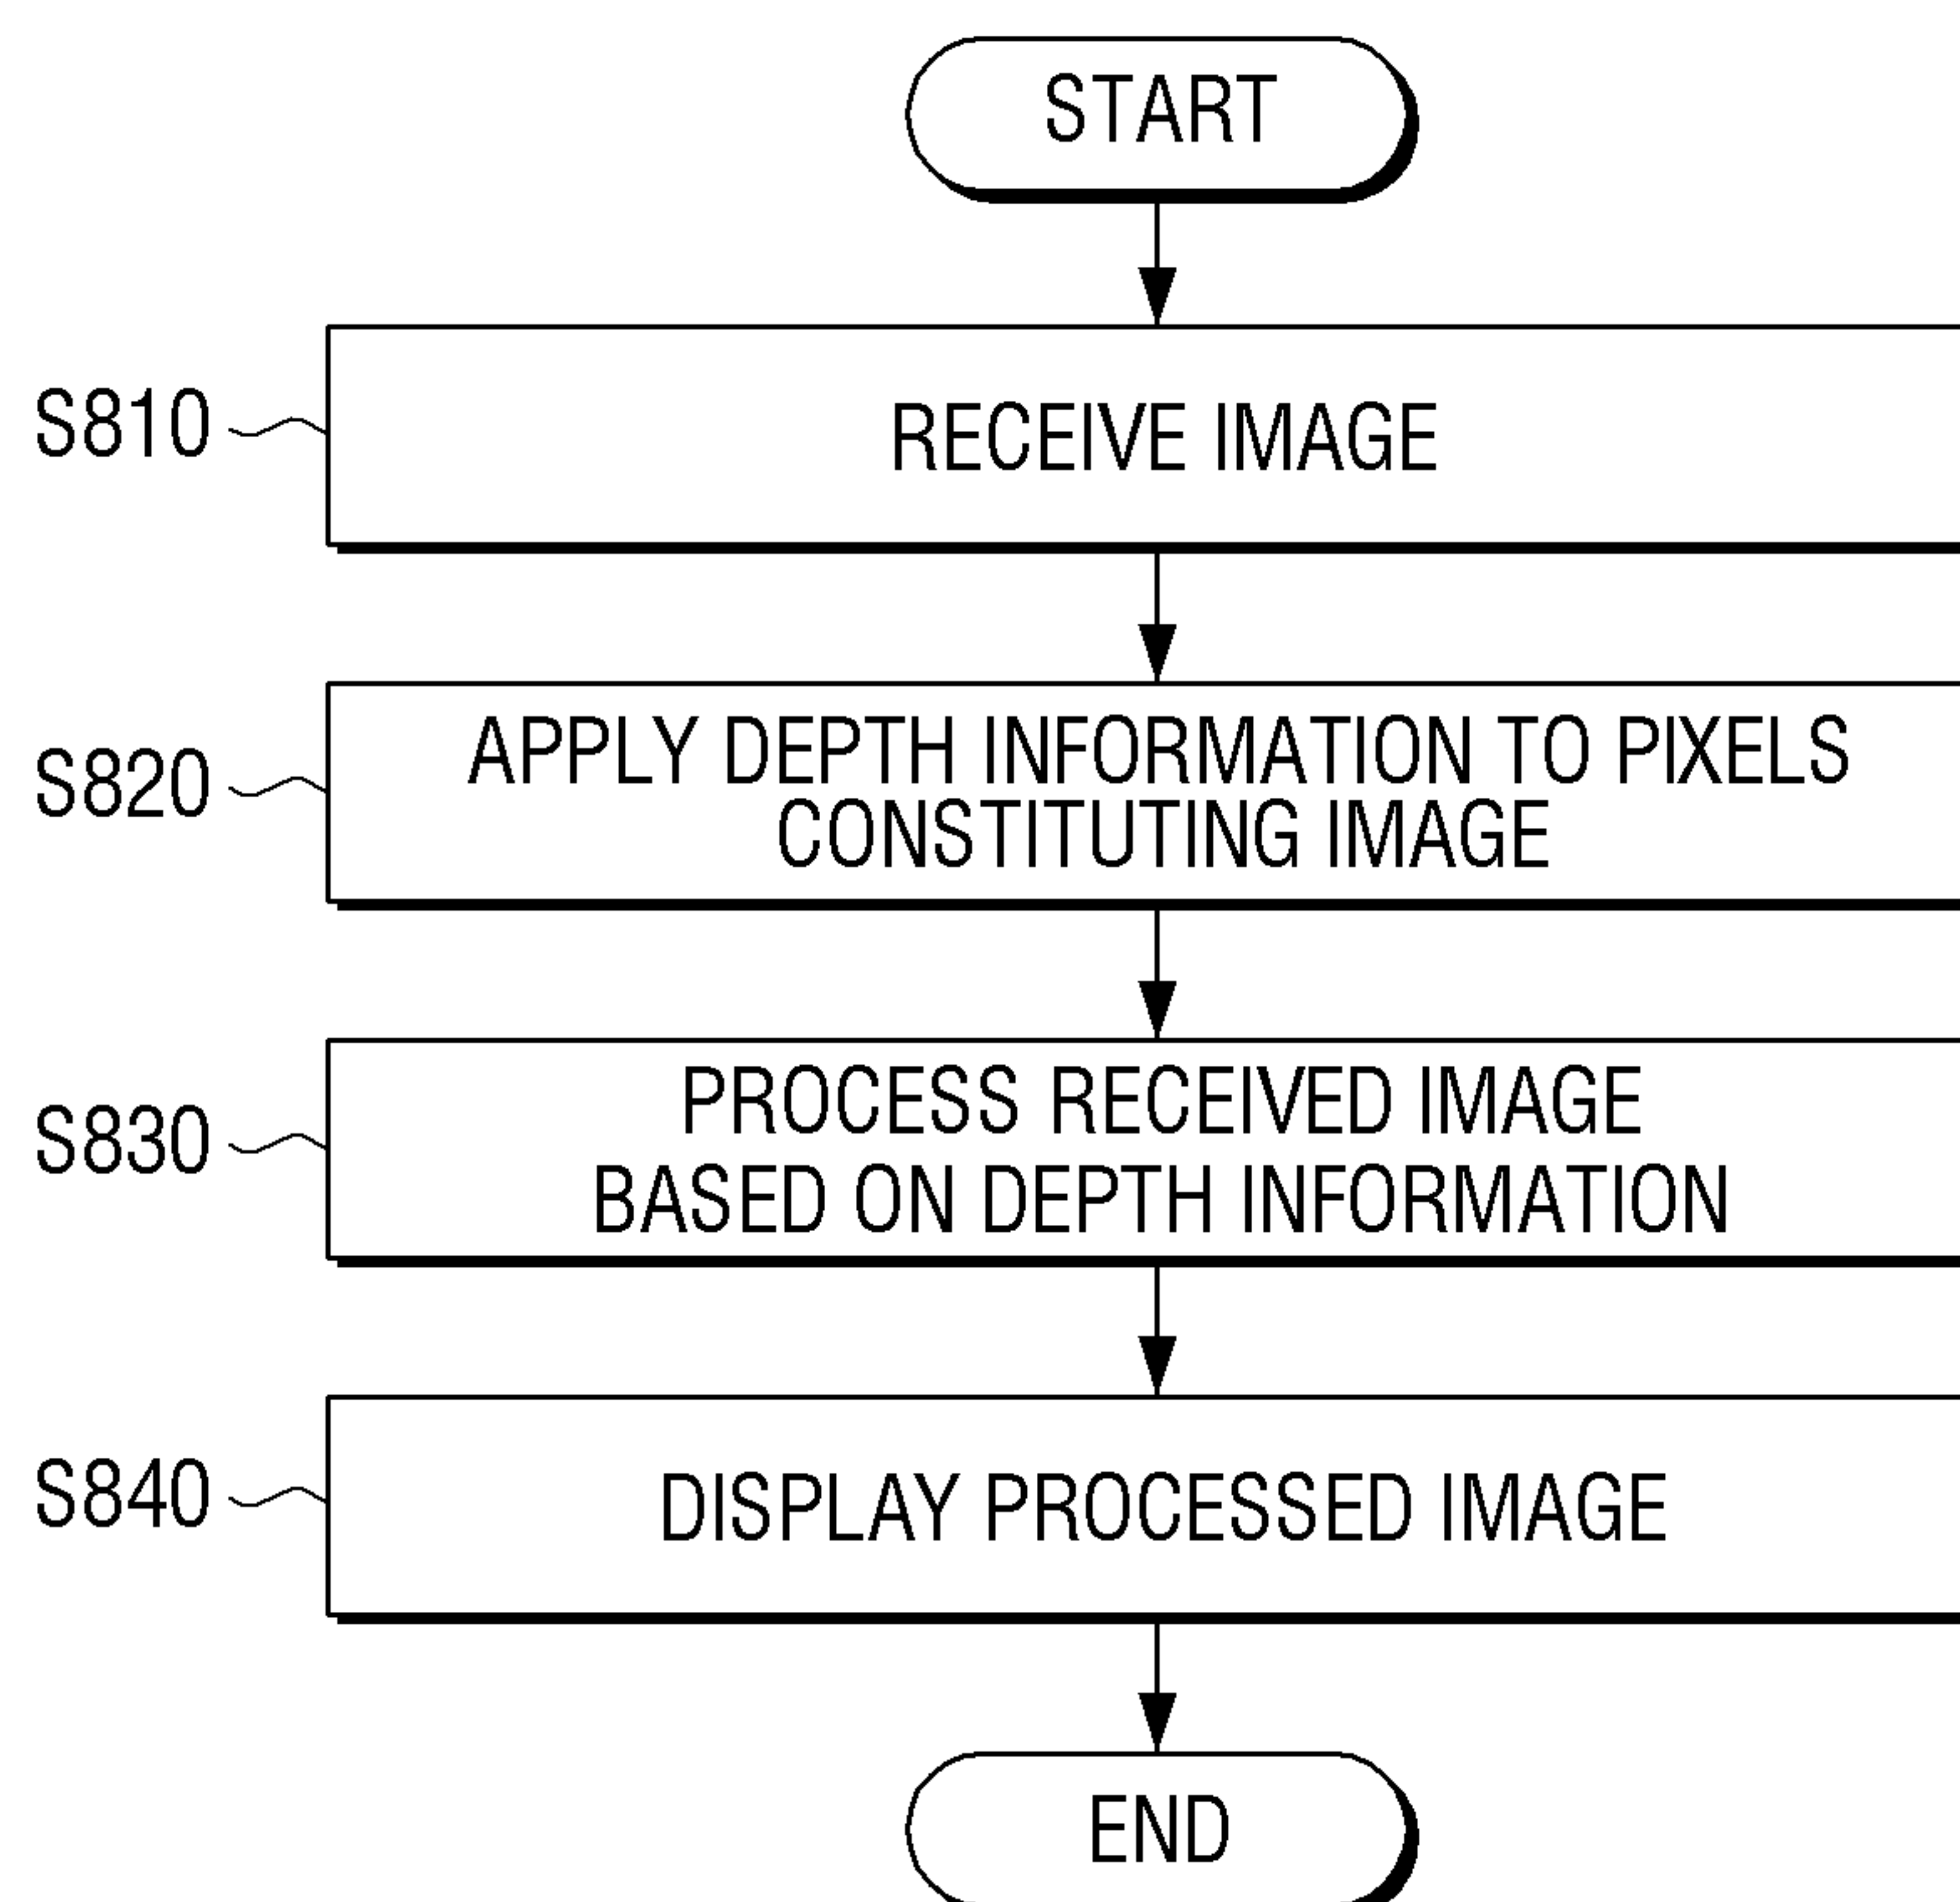 START
S810
RECEIVE IMAGE
S820
APPLY DEPTH INFORMATION TO PIXELS
CONSTITUTING IMAGE
S830
PROCESS RECEIVED IMAGE
BASED ON DEPTH INFORMATION
S840
DISPLAY PROCESSED IMAGE
END